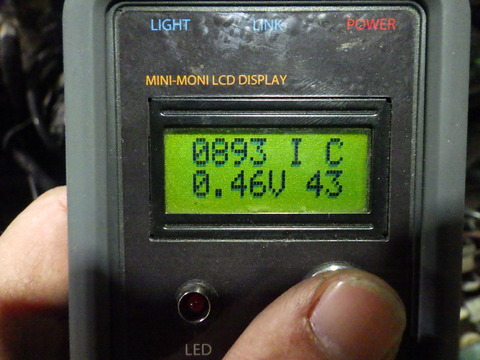 LIGHT LINK POWER
MINI-MONI LCD DISPLAY
0893 I C
0.46V 43
LED